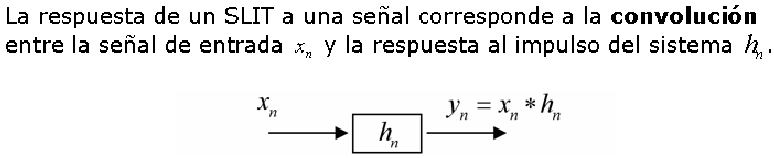 La respuesta de un SLIT a una señal corresponde a la convolución
entre la señal de entrada xₙ y la respuesta al impulso del sistema hₙ.
xₙ
yₙ = xₙ * hₙ
hₙ